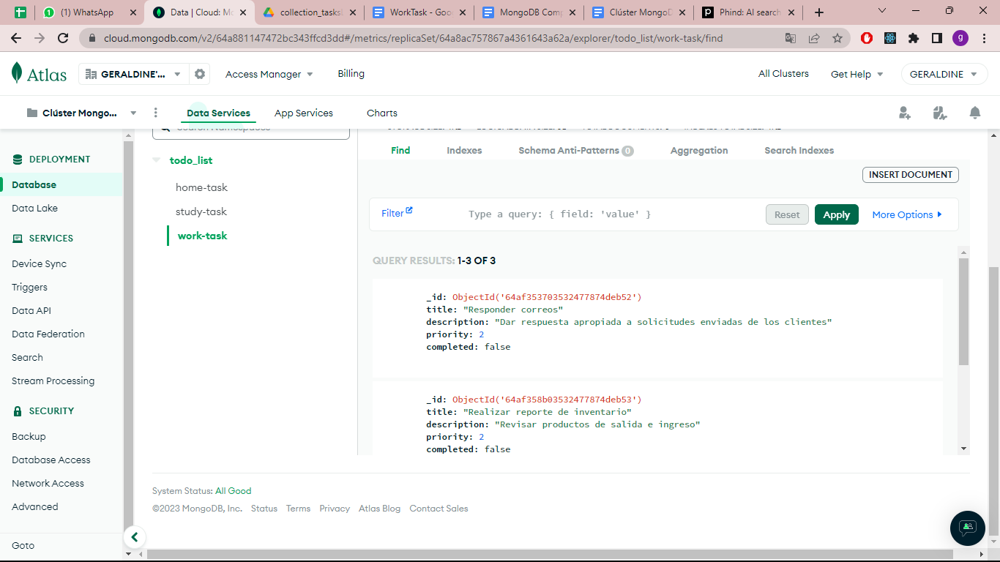 (1) WhatsApp
Data | Cloud: Mo
collection_tasks
WorkTask - Goo
MongoDB Com
Clúster MongoD
Phind: AI search
cloud.mongodb.com/v2/64a881147472bc343ffcd3dd#/metrics/replicaSet/64a8ac757867a4361643a62a/explorer/todo_list/work-task/find
g
Atlas
GERALDINE'...
Access Manager
Billing
All Clusters
Get Help
GERALDINE
Clúster Mongo...
Data Services
App Services
Charts
DEPLOYMENT
Database
Data Lake
SERVICES
Device Sync
Triggers
Data API
Data Federation
Search
Stream Processing
SECURITY
Backup
Database Access
Network Access
Advanced
Goto
Search Namespaces
todo_list
home-task
study-task
work-task
Find
Indexes
Schema Anti-Patterns 0
Aggregation
Search Indexes
INSERT DOCUMENT
Filter
Type a query: { field: 'value' }
Reset
Apply
More Options
QUERY RESULTS: 1-3 OF 3
_id: ObjectId('64af353703532477874deb52')
title: "Responder correos"
description: "Dar respuesta apropiada a solicitudes enviadas de los clientes"
priority: 2
completed: false
_id: ObjectId('64af358b03532477874deb53')
title: "Realizar reporte de inventario"
description: "Revisar productos de salida e ingreso"
priority: 2
completed: false
System Status: All Good
©2023 MongoDB, Inc.
Status
Terms
Privacy
Atlas Blog
Contact Sales